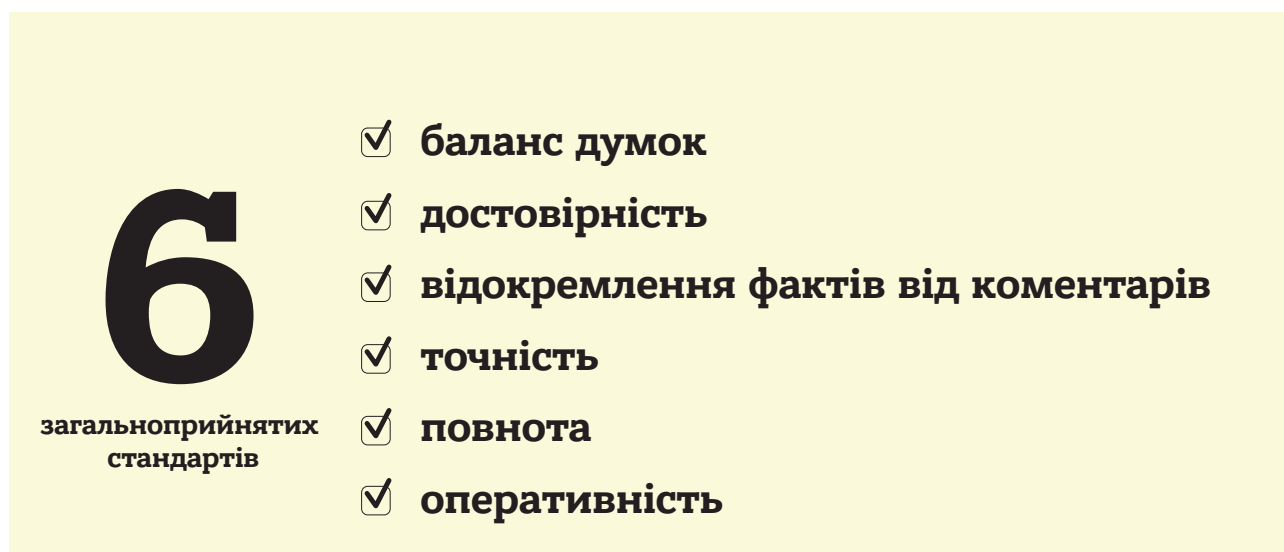 6
загальноприйнятих
стандартів
баланс думок
достовірність
відокремлення фактів від коментарів
точність
повнота
оперативність